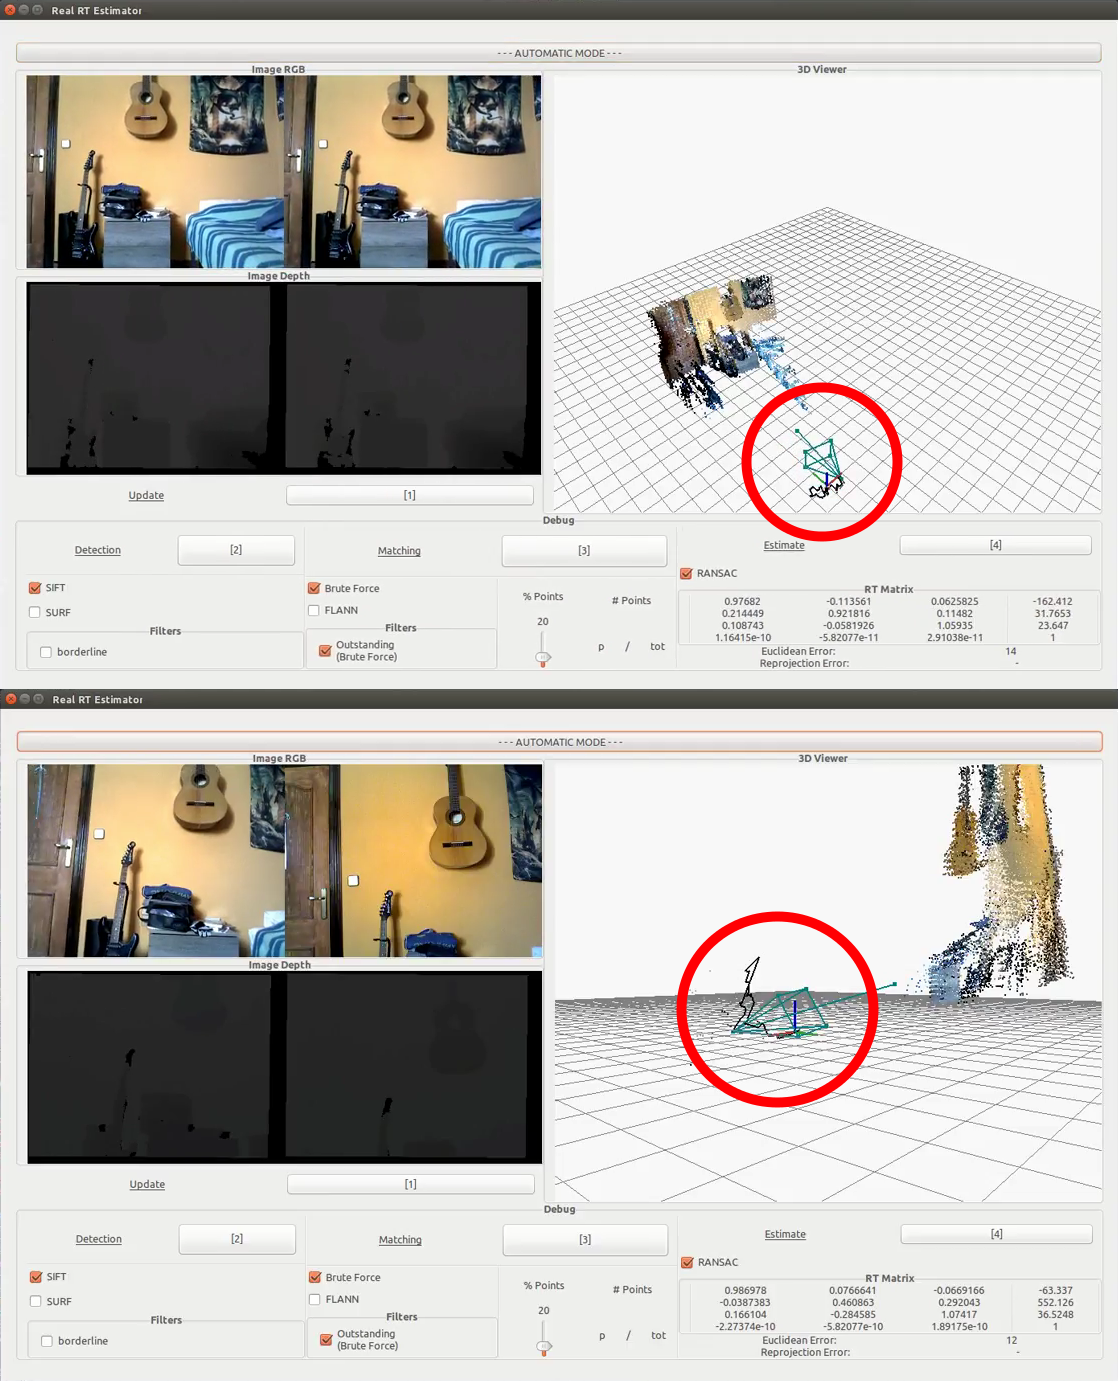 Real RT Estimator
- - - AUTOMATIC MODE - - -
Image RGB
3D Viewer
Image Depth
Update
[1]
Debug
Detection
[2]
Matching
[3]
Estimate
[4]
SIFT
SURF
Filters
borderline
Brute Force
FLANN
Filters
Outstanding
(Brute Force)
% Points
# Points
20
p / tot
RANSAC
RT Matrix
0.97682 -0.113561 0.0625825 -162.412
0.214449 0.921816 0.11482 31.7653
0.108743 -0.0581926 1.05935 23.647
1.16415e-10 -5.82077e-11 2.91038e-11 1
Euclidean Error: 14
Reprojection Error: -
Real RT Estimator
- - - AUTOMATIC MODE - - -
Image RGB
3D Viewer
Image Depth
Update
[1]
Debug
Detection
[2]
Matching
[3]
Estimate
[4]
SIFT
SURF
Filters
borderline
Brute Force
FLANN
Filters
Outstanding
(Brute Force)
% Points
# Points
20
p / tot
RANSAC
RT Matrix
0.986978 0.0766641 -0.0669166 -63.337
-0.0387383 0.460863 0.292043 552.126
0.166104 -0.284585 1.07417 36.5248
-2.27374e-10 -5.82077e-10 1.89175e-10 1
Euclidean Error: 12
Reprojection Error: -